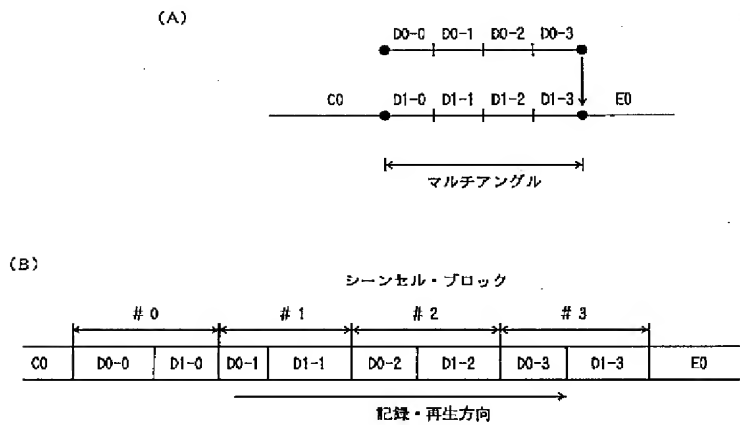 (A)
D0-0 D0-1 D0-2 D0-3
C0 D1-0 D1-1 D1-2 D1-3 E0
マルチアングル
(B)
シーンセル・ブロック
#0 #1 #2 #3
C0 D0-0 D1-0 D0-1 D1-1 D0-2 D1-2 D0-3 D1-3 E0
記録・再生方向